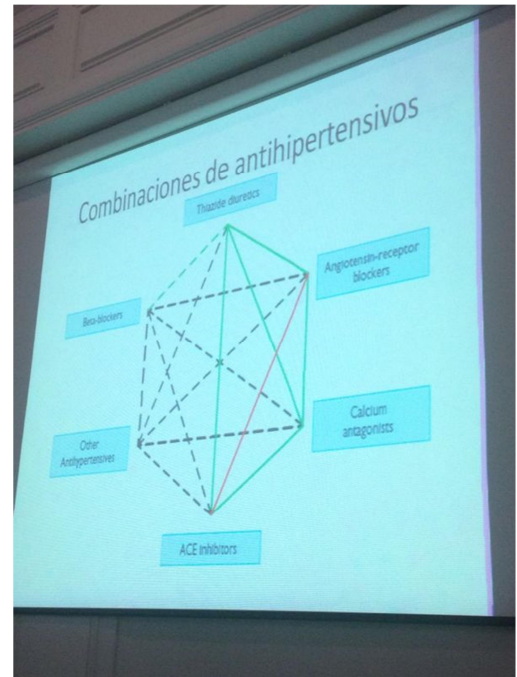 Combinaciones de antihipertensivos
Thiazide diuretics
Angiotensin-receptor
blockers
Beta-blockers
Calcium
antagonists
Other
Antihypertensives
ACE inhibitors